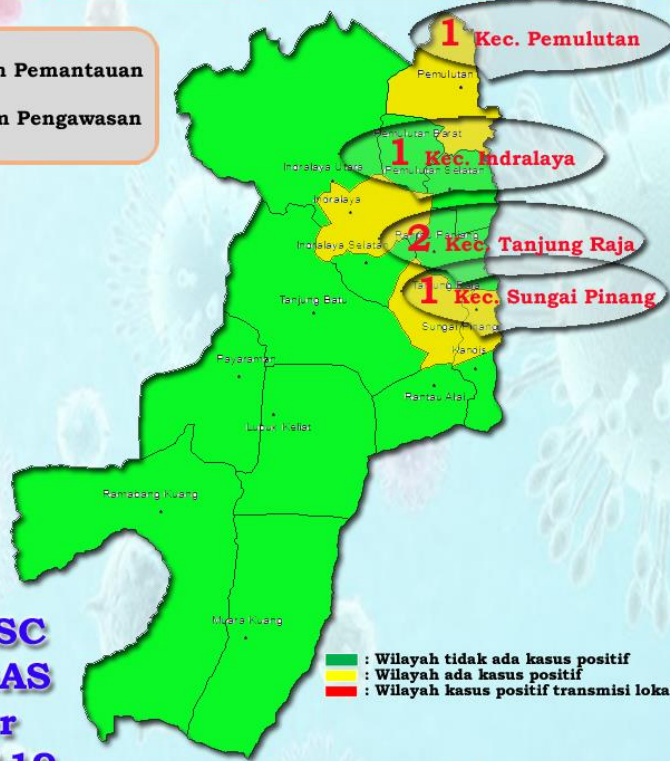 n Pemantauan
n Pengawasan
1 Kec. Pemulutan
Pemulutan
Pemulutan Barat
1 Kec. Indralaya
Indralaya Utara
Pemulutan Selatan
Indralaya
2 Kec. Tanjung Raja
Indralaya Selatan
1 Kec. Sungai Pinang
Tanjung Batu
Sungai Pinang
Kandis
Payaraman
Rantau Alai
Lubuk Keliat
Rambang Kuang
Muara Kuang
SC
AS
r
19
: Wilayah tidak ada kasus positif
: Wilayah ada kasus positif
: Wilayah kasus positif transmisi loka